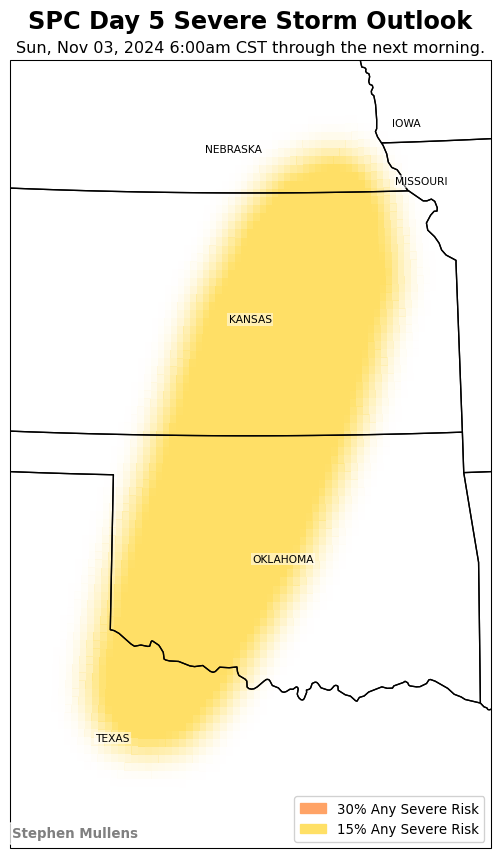 SPC Day 5 Severe Storm Outlook
Sun, Nov 03, 2024 6:00am CST through the next morning.
IOWA
NEBRASKA
MISSOURI
KANSAS
OKLAHOMA
TEXAS
30% Any Severe Risk
15% Any Severe Risk
Stephen Mullens